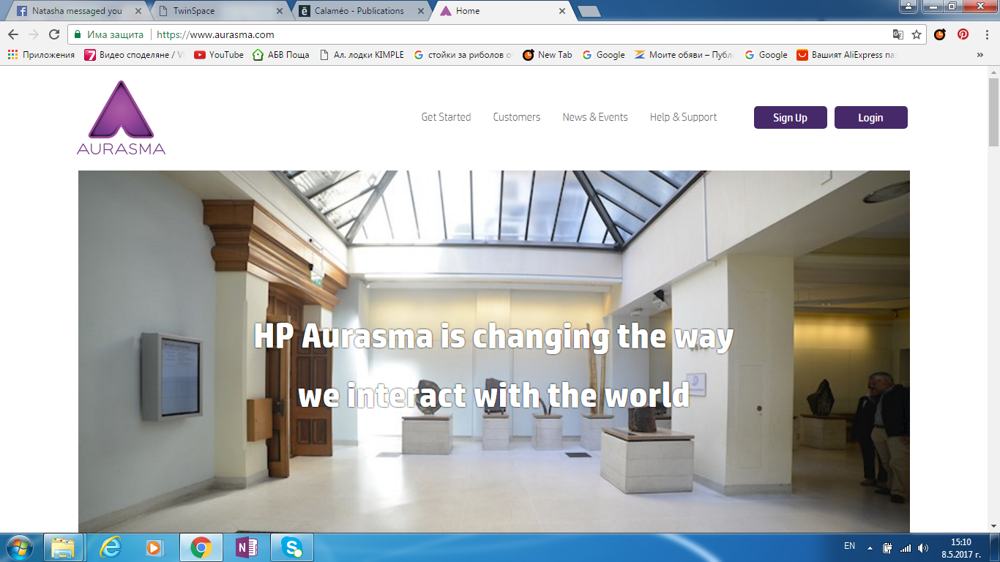 Natasha messaged you
TwinSpace
Calaméo - Publications
Home
Има защита
https://www.aurasma.com
Приложения
Видео споделяне / V
YouTube
АБВ Поща
Ал. лодки KIMPLE
стойки за риболов о
New Tab
Google
Моите обяви – Публ
Google
Вашият AliExpress па
AURASMA
Get Started
Customers
News & Events
Help & Support
Sign Up
Login
HP Aurasma is changing the way
we interact with the world
EN
15:10
8.5.2017 г.